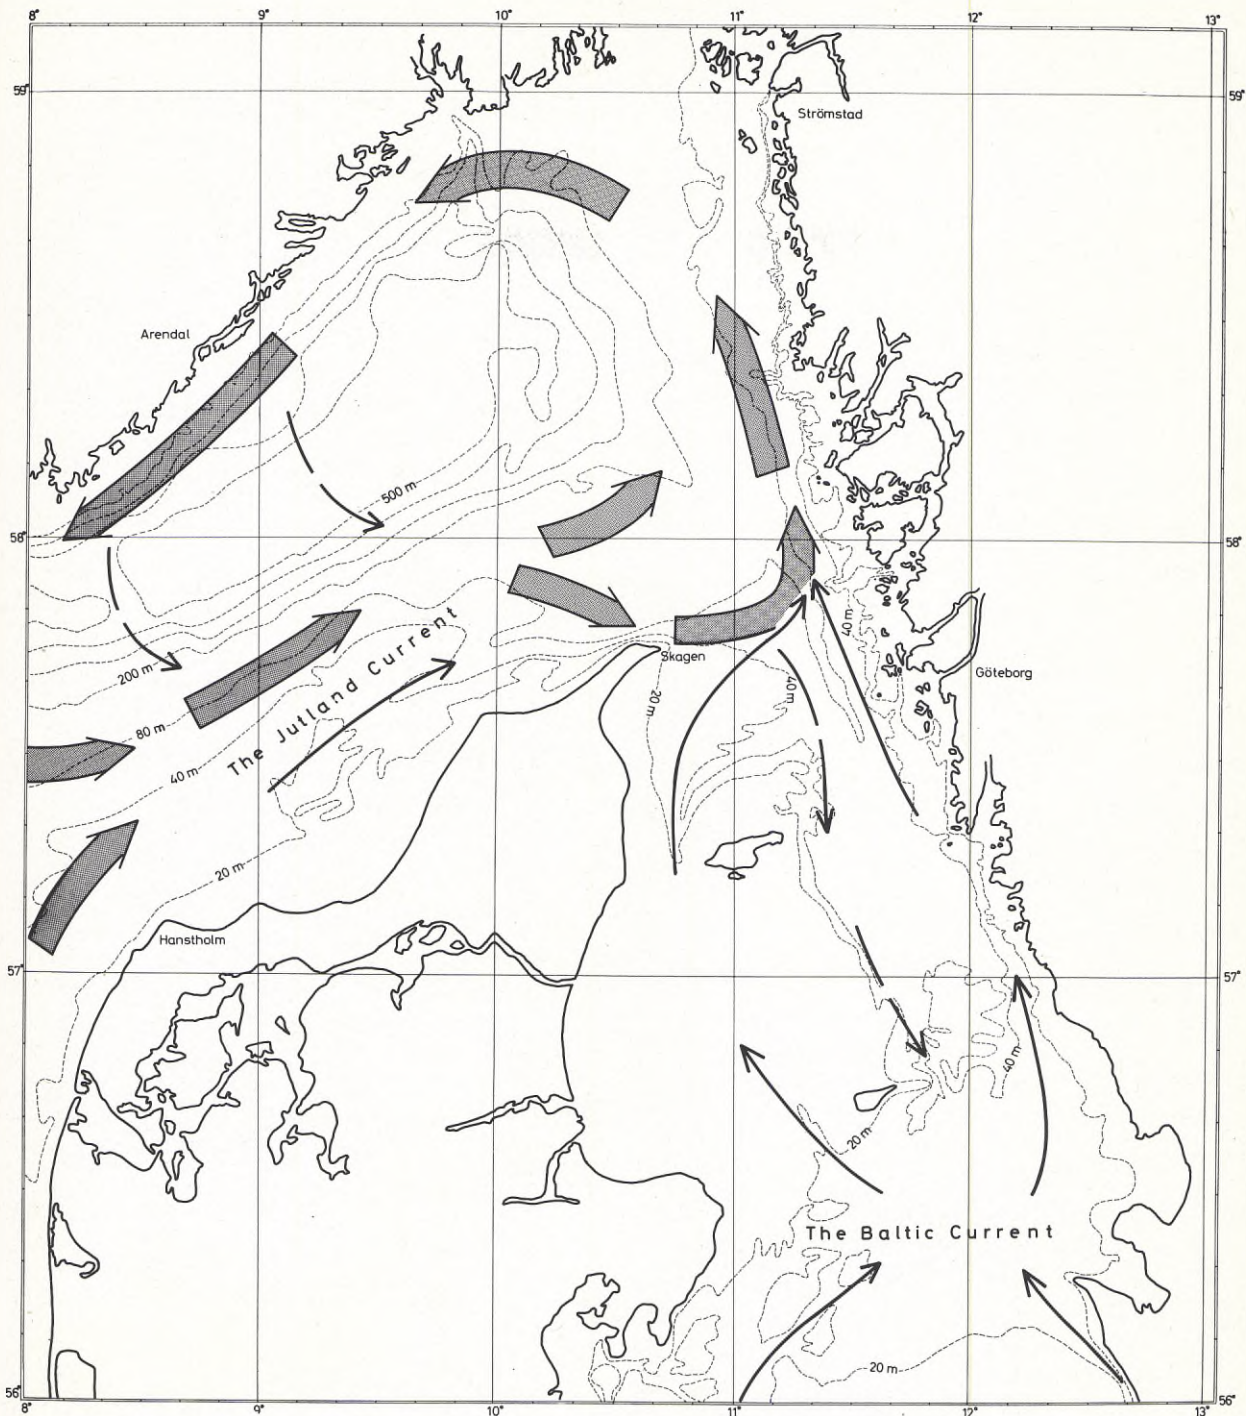 8° 9° 10° 11° 12° 13°
59° 59°
Strömstad
Arendal
500 m
58° 58°
The Jutland Current
Skagen
200 m
40 m
Göteborg
20 m
40 m
80 m
40 m
20 m
Hanstholm
57° 57°
40 m
20 m
The Baltic Current
20 m
56° 56°
8° 9° 10° 11° 12° 13°